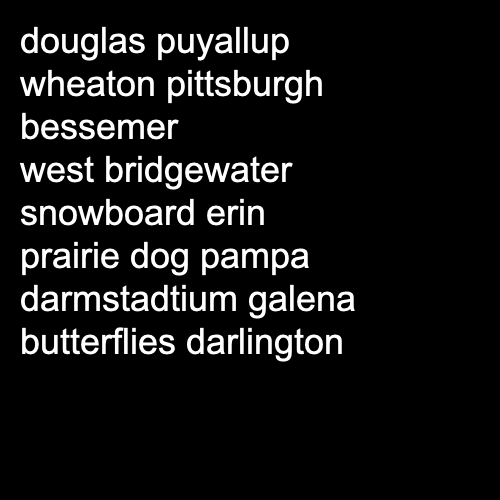 douglas puyallup
wheaton pittsburgh
bessemer
west bridgewater
snowboard erin
prairie dog pampa
darmstadtium galena
butterflies darlington